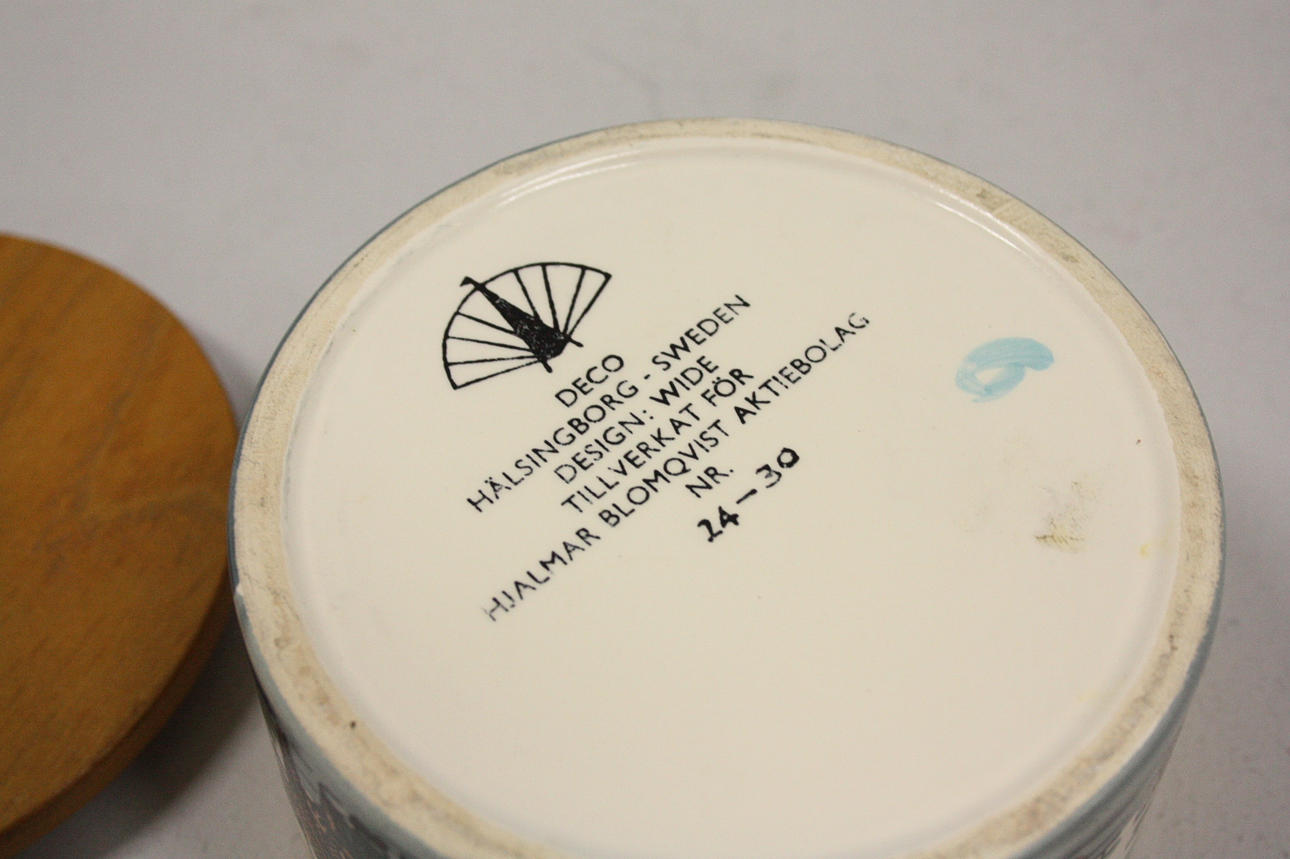 DECO
HÄLSINGBORG - SWEDEN
DESIGN: WIDE
TILLVERKAT FÖR
HJALMAR BLOMQVIST AKTIEBOLAG
NR.
24-30